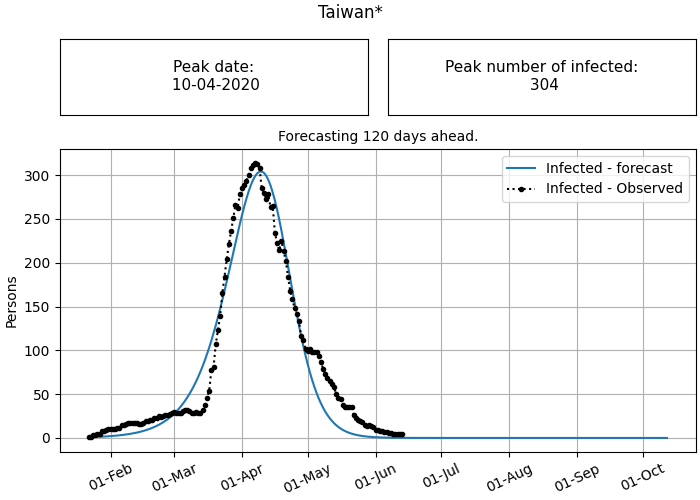 Taiwan*
Peak date:
10-04-2020
Peak number of infected:
304
Forecasting 120 days ahead.
Infected - forecast
Infected - Observed
Persons
300
250
200
150
100
50
0
01-Feb
01-Mar
01-Apr
01-May
01-Jun
01-Jul
01-Aug
01-Sep
01-Oct